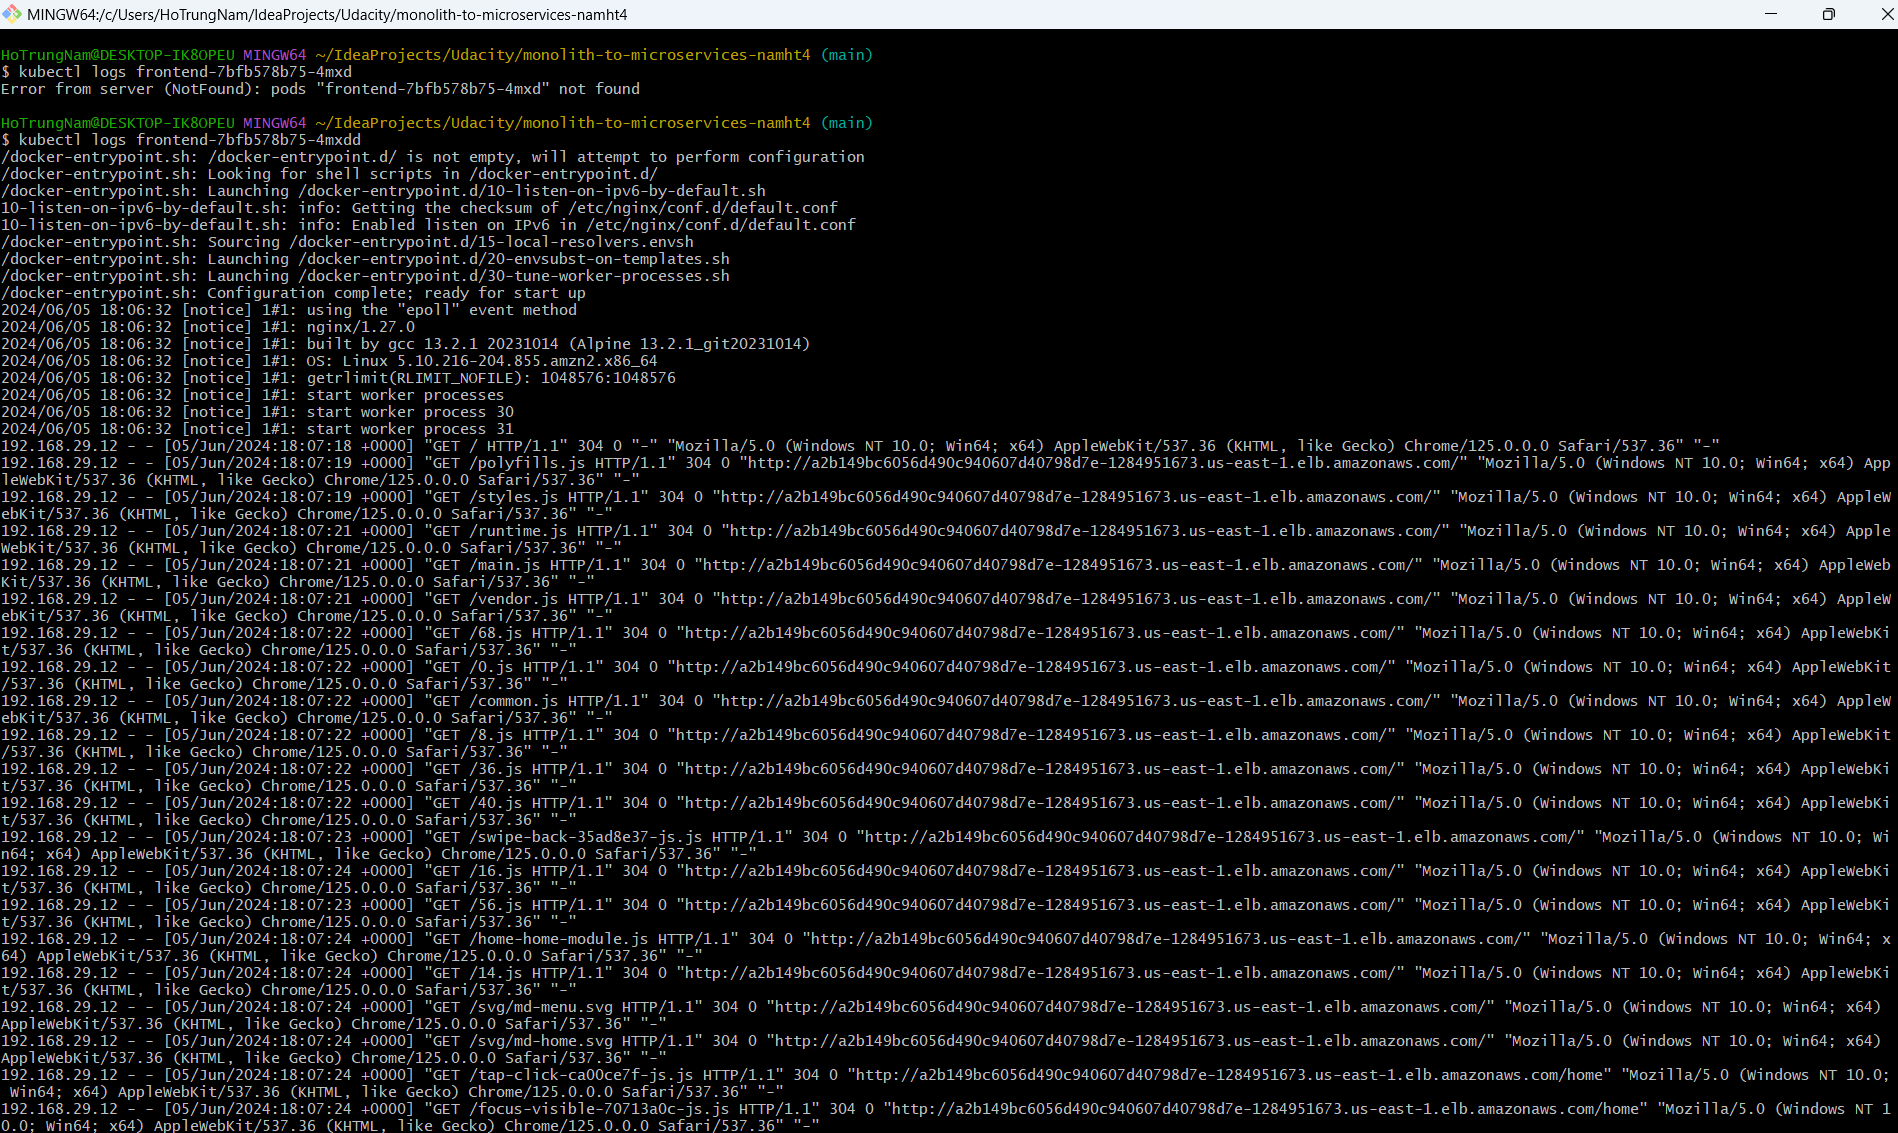 MINGW64:/c/Users/HoTrungNam/IdeaProjects/Udacity/monolith-to-microservices-namht4
HoTrungNam@DESKTOP-IK8OPEU MINGW64 ~/IdeaProjects/Udacity/monolith-to-microservices-namht4 (main)
$ kubectl logs frontend-7bfb578b75-4mxd
Error from server (NotFound): pods "frontend-7bfb578b75-4mxd" not found
HoTrungNam@DESKTOP-IK8OPEU MINGW64 ~/IdeaProjects/Udacity/monolith-to-microservices-namht4 (main)
$ kubectl logs frontend-7bfb578b75-4mxdd
/docker-entrypoint.sh: /docker-entrypoint.d/ is not empty, will attempt to perform configuration
/docker-entrypoint.sh: Looking for shell scripts in /docker-entrypoint.d/
/docker-entrypoint.sh: Launching /docker-entrypoint.d/10-listen-on-ipv6-by-default.sh
10-listen-on-ipv6-by-default.sh: info: Getting the checksum of /etc/nginx/conf.d/default.conf
10-listen-on-ipv6-by-default.sh: info: Enabled listen on IPv6 in /etc/nginx/conf.d/default.conf
/docker-entrypoint.sh: Sourcing /docker-entrypoint.d/15-local-resolvers.envsh
/docker-entrypoint.sh: Launching /docker-entrypoint.d/20-envsubst-on-templates.sh
/docker-entrypoint.sh: Launching /docker-entrypoint.d/30-tune-worker-processes.sh
/docker-entrypoint.sh: Configuration complete; ready for start up
2024/06/05 18:06:32 [notice] 1#1: using the "epoll" event method
2024/06/05 18:06:32 [notice] 1#1: nginx/1.27.0
2024/06/05 18:06:32 [notice] 1#1: built by gcc 13.2.1 20231014 (Alpine 13.2.1_git20231014)
2024/06/05 18:06:32 [notice] 1#1: OS: Linux 5.10.216-204.855.amzn2.x86_64
2024/06/05 18:06:32 [notice] 1#1: getrlimit(RLIMIT_NOFILE): 1048576:1048576
2024/06/05 18:06:32 [notice] 1#1: start worker processes
2024/06/05 18:06:32 [notice] 1#1: start worker process 30
2024/06/05 18:06:32 [notice] 1#1: start worker process 31
192.168.29.12 - - [05/Jun/2024:18:07:18 +0000] "GET / HTTP/1.1" 304 0 "-" "Mozilla/5.0 (Windows NT 10.0; Win64; x64) AppleWebKit/537.36 (KHTML, like Gecko) Chrome/125.0.0.0 Safari/537.36" "-"
192.168.29.12 - - [05/Jun/2024:18:07:19 +0000] "GET /polyfills.js HTTP/1.1" 304 0 "http://a2b149bc6056d490c940607d40798d7e-1284951673.us-east-1.elb.amazonaws.com/" "Mozilla/5.0 (Windows NT 10.0; Win64; x64) App
leWebKit/537.36 (KHTML, like Gecko) Chrome/125.0.0.0 Safari/537.36" "-"
192.168.29.12 - - [05/Jun/2024:18:07:19 +0000] "GET /styles.js HTTP/1.1" 304 0 "http://a2b149bc6056d490c940607d40798d7e-1284951673.us-east-1.elb.amazonaws.com/" "Mozilla/5.0 (Windows NT 10.0; Win64; x64) AppleW
ebKit/537.36 (KHTML, like Gecko) Chrome/125.0.0.0 Safari/537.36" "-"
192.168.29.12 - - [05/Jun/2024:18:07:21 +0000] "GET /runtime.js HTTP/1.1" 304 0 "http://a2b149bc6056d490c940607d40798d7e-1284951673.us-east-1.elb.amazonaws.com/" "Mozilla/5.0 (Windows NT 10.0; Win64; x64) Apple
WebKit/537.36 (KHTML, like Gecko) Chrome/125.0.0.0 Safari/537.36" "-"
192.168.29.12 - - [05/Jun/2024:18:07:21 +0000] "GET /main.js HTTP/1.1" 304 0 "http://a2b149bc6056d490c940607d40798d7e-1284951673.us-east-1.elb.amazonaws.com/" "Mozilla/5.0 (Windows NT 10.0; Win64; x64) AppleWeb
Kit/537.36 (KHTML, like Gecko) Chrome/125.0.0.0 Safari/537.36" "-"
192.168.29.12 - - [05/Jun/2024:18:07:21 +0000] "GET /vendor.js HTTP/1.1" 304 0 "http://a2b149bc6056d490c940607d40798d7e-1284951673.us-east-1.elb.amazonaws.com/" "Mozilla/5.0 (Windows NT 10.0; Win64; x64) AppleW
ebKit/537.36 (KHTML, like Gecko) Chrome/125.0.0.0 Safari/537.36" "-"
192.168.29.12 - - [05/Jun/2024:18:07:22 +0000] "GET /68.js HTTP/1.1" 304 0 "http://a2b149bc6056d490c940607d40798d7e-1284951673.us-east-1.elb.amazonaws.com/" "Mozilla/5.0 (Windows NT 10.0; Win64; x64) AppleWebKi
t/537.36 (KHTML, like Gecko) Chrome/125.0.0.0 Safari/537.36" "-"
192.168.29.12 - - [05/Jun/2024:18:07:22 +0000] "GET /0.js HTTP/1.1" 304 0 "http://a2b149bc6056d490c940607d40798d7e-1284951673.us-east-1.elb.amazonaws.com/" "Mozilla/5.0 (Windows NT 10.0; Win64; x64) AppleWebKit
/537.36 (KHTML, like Gecko) Chrome/125.0.0.0 Safari/537.36" "-"
192.168.29.12 - - [05/Jun/2024:18:07:22 +0000] "GET /common.js HTTP/1.1" 304 0 "http://a2b149bc6056d490c940607d40798d7e-1284951673.us-east-1.elb.amazonaws.com/" "Mozilla/5.0 (Windows NT 10.0; Win64; x64) AppleW
ebKit/537.36 (KHTML, like Gecko) Chrome/125.0.0.0 Safari/537.36" "-"
192.168.29.12 - - [05/Jun/2024:18:07:22 +0000] "GET /8.js HTTP/1.1" 304 0 "http://a2b149bc6056d490c940607d40798d7e-1284951673.us-east-1.elb.amazonaws.com/" "Mozilla/5.0 (Windows NT 10.0; Win64; x64) AppleWebKit
/537.36 (KHTML, like Gecko) Chrome/125.0.0.0 Safari/537.36" "-"
192.168.29.12 - - [05/Jun/2024:18:07:22 +0000] "GET /36.js HTTP/1.1" 304 0 "http://a2b149bc6056d490c940607d40798d7e-1284951673.us-east-1.elb.amazonaws.com/" "Mozilla/5.0 (Windows NT 10.0; Win64; x64) AppleWebKi
t/537.36 (KHTML, like Gecko) Chrome/125.0.0.0 Safari/537.36" "-"
192.168.29.12 - - [05/Jun/2024:18:07:22 +0000] "GET /40.js HTTP/1.1" 304 0 "http://a2b149bc6056d490c940607d40798d7e-1284951673.us-east-1.elb.amazonaws.com/" "Mozilla/5.0 (Windows NT 10.0; Win64; x64) AppleWebKi
t/537.36 (KHTML, like Gecko) Chrome/125.0.0.0 Safari/537.36" "-"
192.168.29.12 - - [05/Jun/2024:18:07:23 +0000] "GET /swipe-back-35ad8e37-js.js HTTP/1.1" 304 0 "http://a2b149bc6056d490c940607d40798d7e-1284951673.us-east-1.elb.amazonaws.com/" "Mozilla/5.0 (Windows NT 10.0; Wi
n64; x64) AppleWebKit/537.36 (KHTML, like Gecko) Chrome/125.0.0.0 Safari/537.36" "-"
192.168.29.12 - - [05/Jun/2024:18:07:24 +0000] "GET /16.js HTTP/1.1" 304 0 "http://a2b149bc6056d490c940607d40798d7e-1284951673.us-east-1.elb.amazonaws.com/" "Mozilla/5.0 (Windows NT 10.0; Win64; x64) AppleWebKi
t/537.36 (KHTML, like Gecko) Chrome/125.0.0.0 Safari/537.36" "-"
192.168.29.12 - - [05/Jun/2024:18:07:23 +0000] "GET /56.js HTTP/1.1" 304 0 "http://a2b149bc6056d490c940607d40798d7e-1284951673.us-east-1.elb.amazonaws.com/" "Mozilla/5.0 (Windows NT 10.0; Win64; x64) AppleWebKi
t/537.36 (KHTML, like Gecko) Chrome/125.0.0.0 Safari/537.36" "-"
192.168.29.12 - - [05/Jun/2024:18:07:24 +0000] "GET /home-home-module.js HTTP/1.1" 304 0 "http://a2b149bc6056d490c940607d40798d7e-1284951673.us-east-1.elb.amazonaws.com/" "Mozilla/5.0 (Windows NT 10.0; Win64; x
64) AppleWebKit/537.36 (KHTML, like Gecko) Chrome/125.0.0.0 Safari/537.36" "-"
192.168.29.12 - - [05/Jun/2024:18:07:24 +0000] "GET /14.js HTTP/1.1" 304 0 "http://a2b149bc6056d490c940607d40798d7e-1284951673.us-east-1.elb.amazonaws.com/" "Mozilla/5.0 (Windows NT 10.0; Win64; x64) AppleWebKi
t/537.36 (KHTML, like Gecko) Chrome/125.0.0.0 Safari/537.36" "-"
192.168.29.12 - - [05/Jun/2024:18:07:24 +0000] "GET /svg/md-menu.svg HTTP/1.1" 304 0 "http://a2b149bc6056d490c940607d40798d7e-1284951673.us-east-1.elb.amazonaws.com/" "Mozilla/5.0 (Windows NT 10.0; Win64; x64)
AppleWebKit/537.36 (KHTML, like Gecko) Chrome/125.0.0.0 Safari/537.36" "-"
192.168.29.12 - - [05/Jun/2024:18:07:24 +0000] "GET /svg/md-home.svg HTTP/1.1" 304 0 "http://a2b149bc6056d490c940607d40798d7e-1284951673.us-east-1.elb.amazonaws.com/" "Mozilla/5.0 (Windows NT 10.0; Win64; x64)
AppleWebKit/537.36 (KHTML, like Gecko) Chrome/125.0.0.0 Safari/537.36" "-"
192.168.29.12 - - [05/Jun/2024:18:07:24 +0000] "GET /tap-click-ca00ce7f-js.js HTTP/1.1" 304 0 "http://a2b149bc6056d490c940607d40798d7e-1284951673.us-east-1.elb.amazonaws.com/home" "Mozilla/5.0 (Windows NT 10.0;
Win64; x64) AppleWebKit/537.36 (KHTML, like Gecko) Chrome/125.0.0.0 Safari/537.36" "-"
192.168.29.12 - - [05/Jun/2024:18:07:24 +0000] "GET /focus-visible-70713a0c-js.js HTTP/1.1" 304 0 "http://a2b149bc6056d490c940607d40798d7e-1284951673.us-east-1.elb.amazonaws.com/home" "Mozilla/5.0 (Windows NT 1
0.0; Win64; x64) AppleWebKit/537.36 (KHTML, like Gecko) Chrome/125.0.0.0 Safari/537.36" "-"